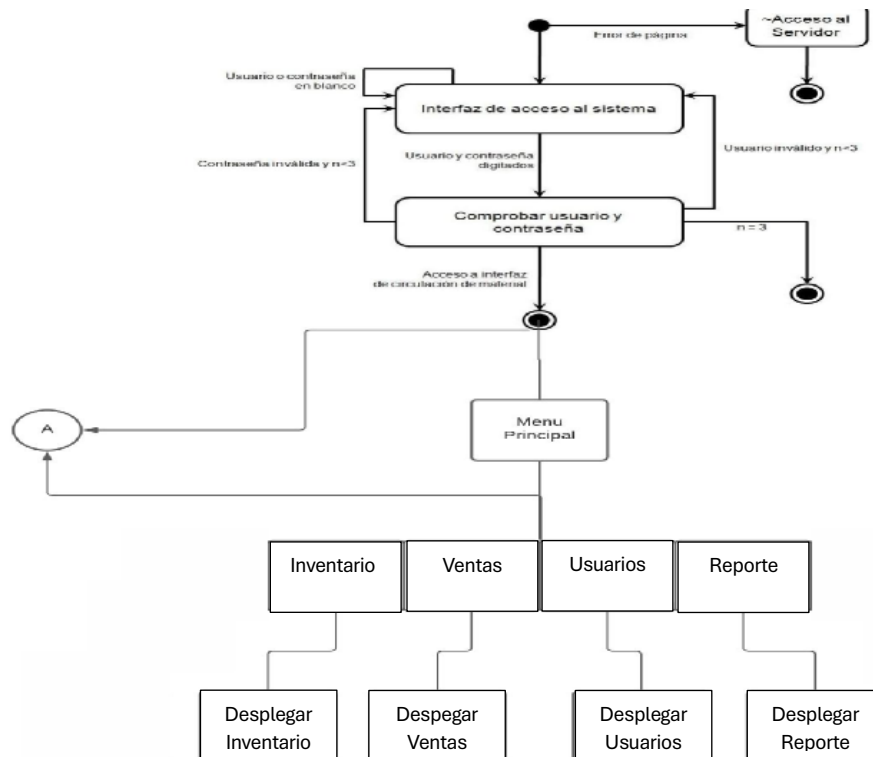 ~Acceso al
Servidor
Error de página
Usuario o contraseña
en blanco
Interfaz de acceso al sistema
Contraseña inválida y n<3
Usuario y contraseña
digitados
Usuario inválido y n<3
Comprobar usuario y
contraseña
n = 3
Acceso a interfaz
de circulación de material
A
Menu
Principal
Inventario
Ventas
Usuarios
Reporte
Desplegar
Inventario
Despegar
Ventas
Desplegar
Usuarios
Desplegar
Reporte